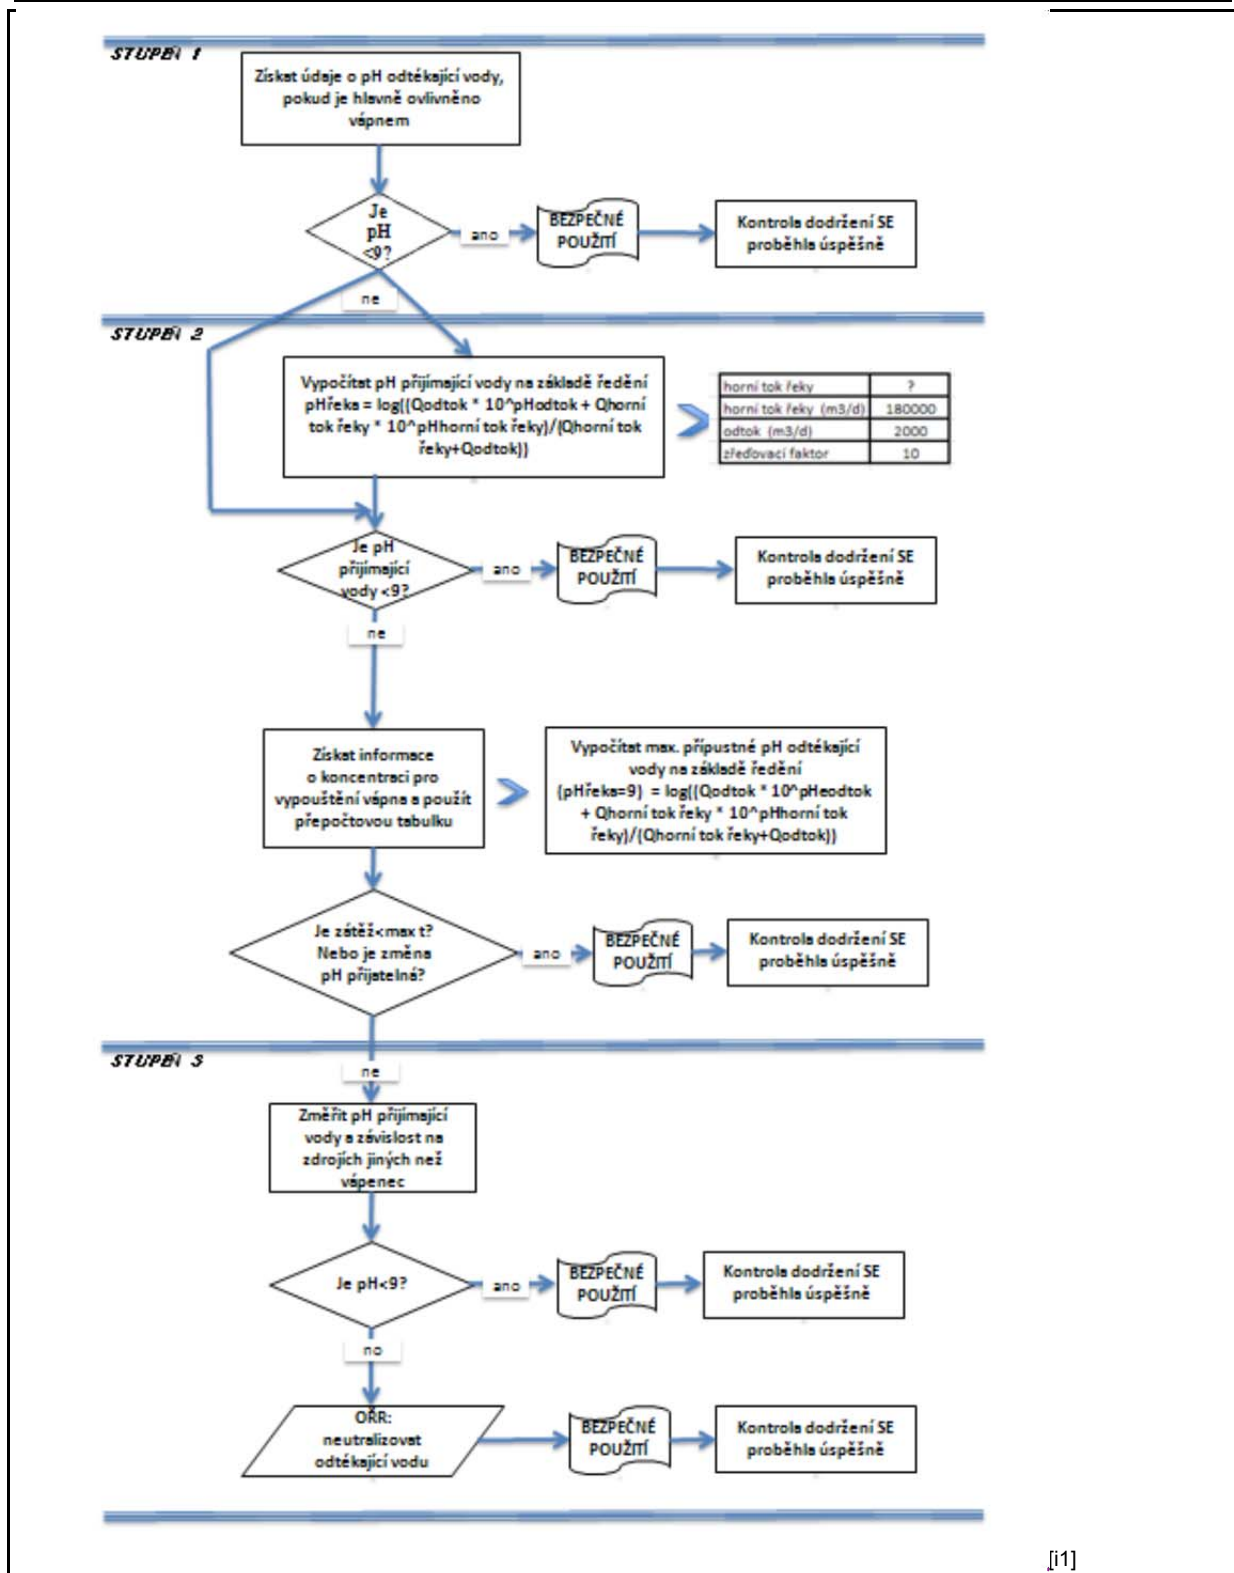 STUPEŇ 1
Získat údaje o pH odtékající vody,
pokud je hlavně ovlivněno
vápnem
Je
pH
<9?
ano
BEZPEČNÉ
POUŽITÍ
Kontrola dodržení SE
proběhla úspěšně
ne
STUPEŇ 2
Vypočítat pH přijímající vody na základě ředění
pHřeka = log((Qodtok * 10^pHodtok + Qhorní
tok řeky * 10^pHhorní tok řeky)/(Qhorní tok
řeky+Qodtok))
horní tok řeky ?
horní tok řeky (m3/d) 180000
odtok (m3/d) 2000
zřeďovací faktor 10
Je pH
přijímající
vody <9?
ano
BEZPEČNÉ
POUŽITÍ
Kontrola dodržení SE
proběhla úspěšně
ne
Získat informace
o koncentraci pro
vypouštění vápna a použít
přepočtovou tabulku
Vypočítat max. přípustné pH odtékající
vody na základě ředění
(pHřeka=9) = log((Qodtok * 10^pHeodtok
+ Qhorní tok řeky * 10^pHhorní tok
řeky)/(Qhorní tok řeky+Qodtok))
Je zátěž<max t?
Nebo je změna
pH přijatelná?
ano
BEZPEČNÉ
POUŽITÍ
Kontrola dodržení SE
proběhla úspěšně
STUPEŇ 3
ne
Změřit pH přijímající
vody a závislost na
zdrojích jiných než
vápenec
Je pH<9?
ano
BEZPEČNÉ
POUŽITÍ
Kontrola dodržení SE
proběhla úspěšně
no
OŘR:
neutralizovat
odtékající vodu
BEZPEČNÉ
POUŽITÍ
Kontrola dodržení SE
proběhla úspěšně
[i1]